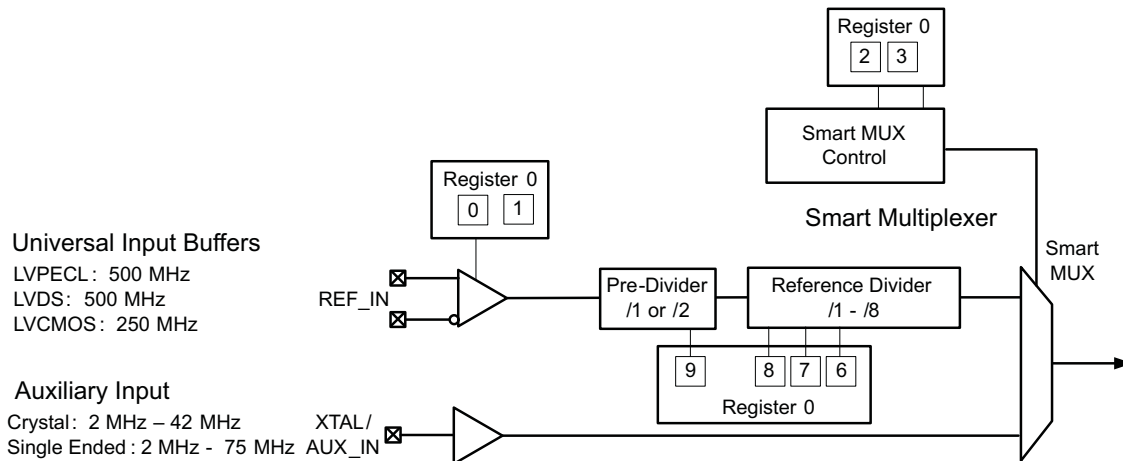 Register 0
2 3
Smart MUX
Control
Register 0
0 1
Smart Multiplexer
Universal Input Buffers
LVPECL: 500 MHz
LVDS: 500 MHz
LVCMOS: 250 MHz
REF_IN
Pre-Divider
/1 or /2
Reference Divider
/1 - /8
Smart
MUX
9 8 7 6
Register 0
Auxiliary Input
Crystal: 2 MHz – 42 MHz
Single Ended: 2 MHz - 75 MHz
XTAL/
AUX_IN